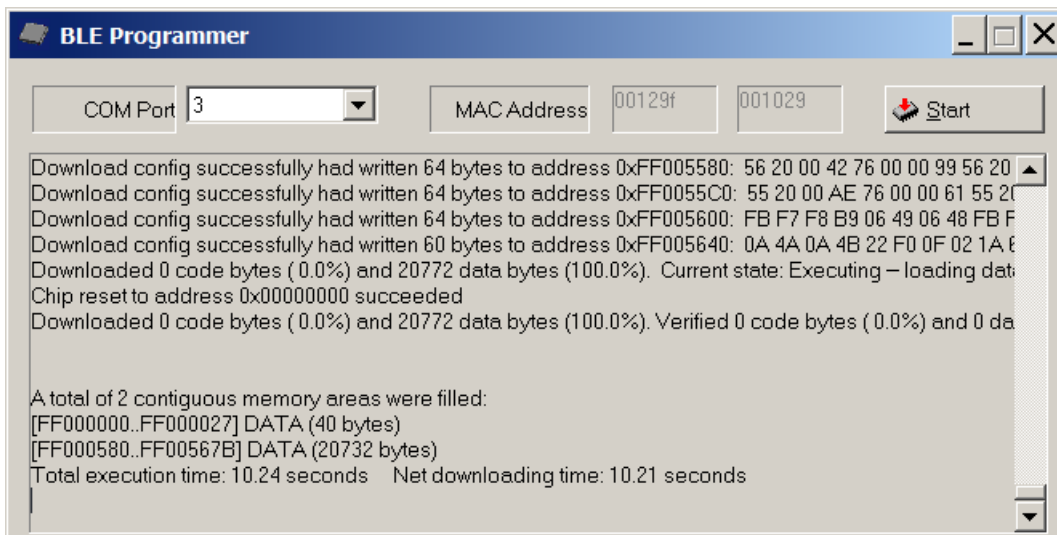 BLE Programmer
COM Port 3 MAC Address 00129f 001029 Start
Download config successfully had written 64 bytes to address 0xFF005580: 56 20 00 42 76 00 00 99 56 20
Download config successfully had written 64 bytes to address 0xFF0055C0: 55 20 00 AE 76 00 00 61 55 20
Download config successfully had written 64 bytes to address 0xFF005600: FB F7 F8 B9 06 49 06 48 FB
Download config successfully had written 60 bytes to address 0xFF005640: 0A 4A 0A 4B 22 F0 0F 02 1A
Downloaded 0 code bytes ( 0.0%) and 20772 data bytes (100.0%). Current state: Executing – loading
Chip reset to address 0x00000000 succeeded
Downloaded 0 code bytes ( 0.0%) and 20772 data bytes (100.0%). Verified 0 code bytes ( 0.0%) and 0
A total of 2 contiguous memory areas were filled:
[FF000000..FF000027] DATA (40 bytes)
[FF000580..FF00567B] DATA (20732 bytes)
Total execution time: 10.24 seconds Net downloading time: 10.21 seconds